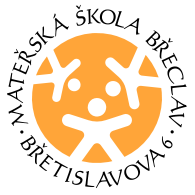 MATEŘSKÁ ŠKOLA BŘECLAV
· BŘETISLAVOVA 6 ·